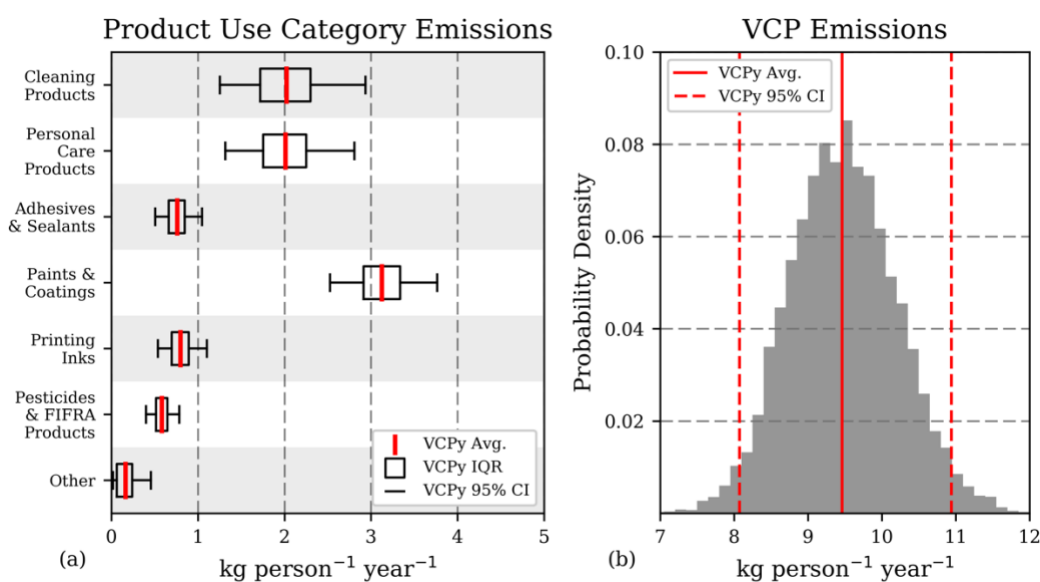 Product Use Category Emissions
Cleaning
Products
Personal
Care
Products
Adhesives
& Sealants
Paints &
Coatings
Printing
Inks
Pesticides
& FIFRA
Products
Other
VCPy Avg.
VCPy IQR
VCPy 95% CI
0 1 2 3 4 5
(a)
kg person⁻¹ year⁻¹
VCP Emissions
VCPy Avg.
VCPy 95% CI
Probability Density
0.10
0.08
0.06
0.04
0.02
7 8 9 10 11 12
(b)
kg person⁻¹ year⁻¹